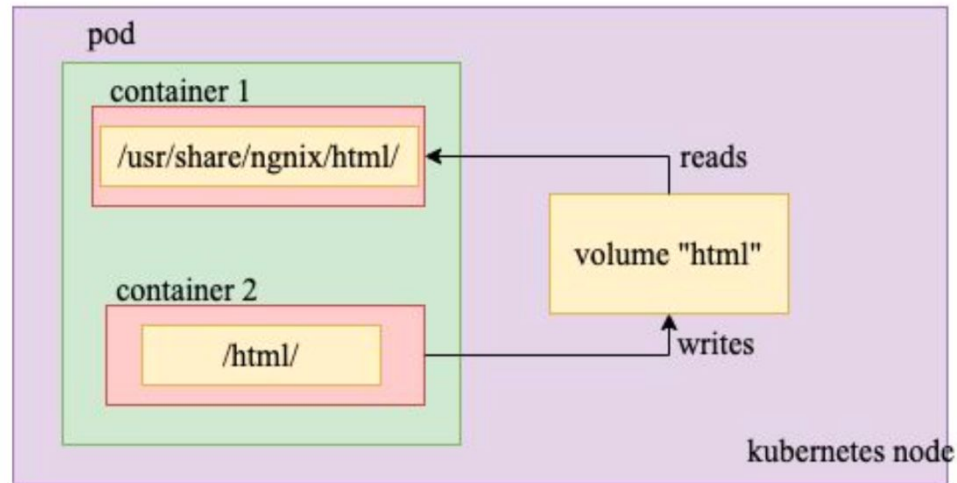 pod
container 1
/usr/share/ngnix/html/
reads
volume "html"
container 2
/html/
writes
kubernetes node